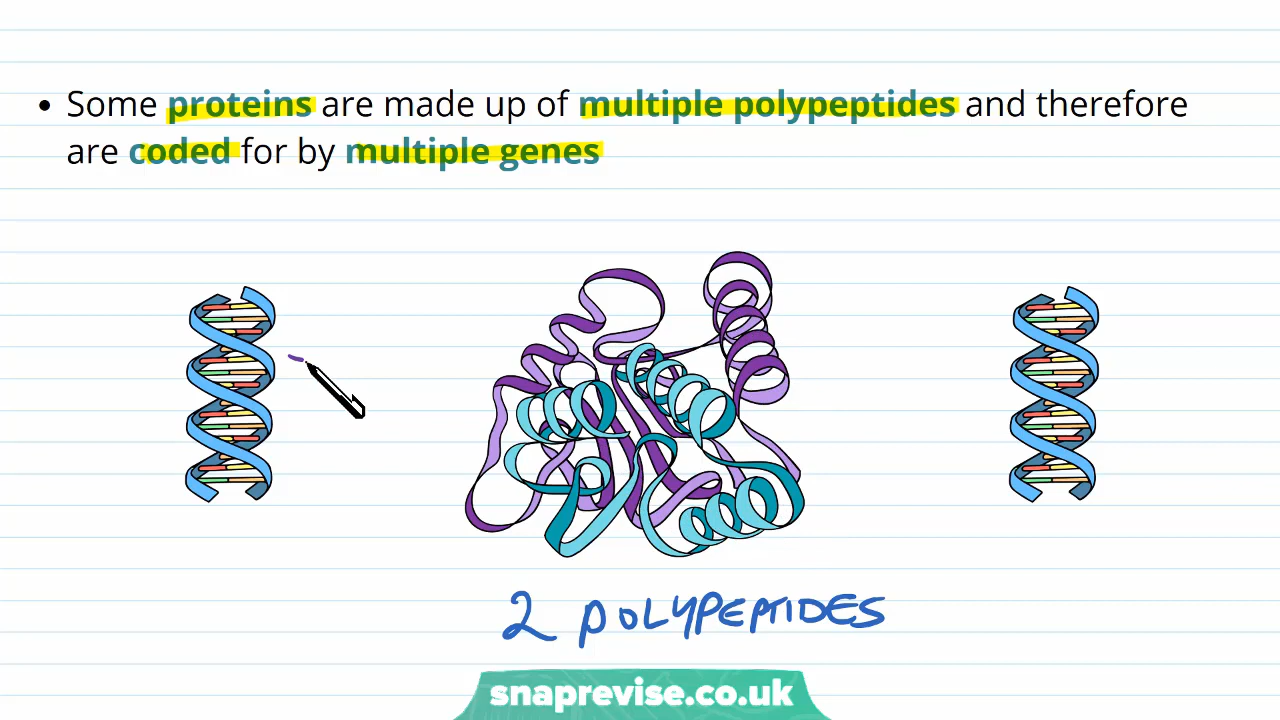 • Some proteins are made up of multiple polypeptides and therefore
are coded for by multiple genes
2 POLYPEPTIDES
snaprevise.co.uk